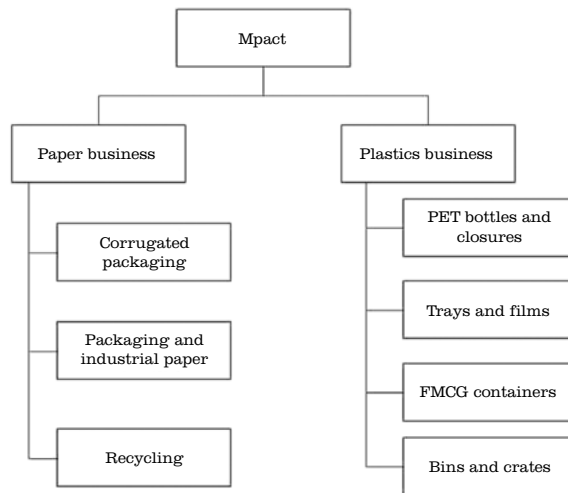 Mpact
Paper business
Plastics business
Corrugated
packaging
Packaging and
industrial paper
Recycling
PET bottles and
closures
Trays and films
FMCG containers
Bins and crates